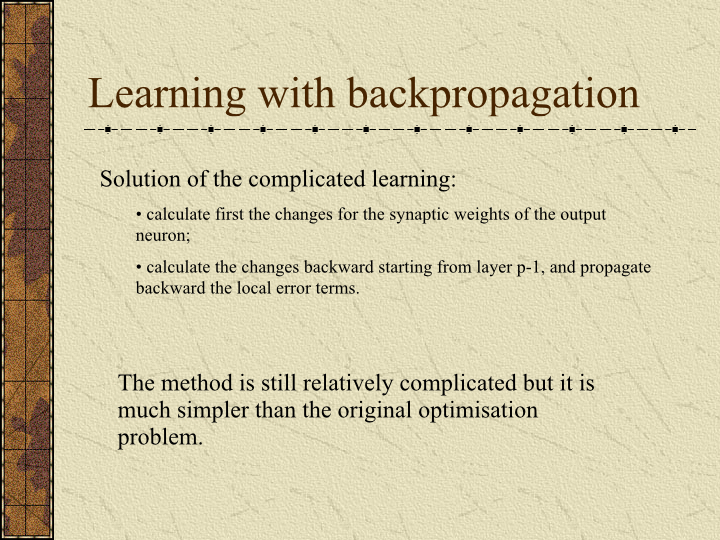 Learning with backpropagation
Solution of the complicated learning:
• calculate first the changes for the synaptic weights of the output
neuron;
• calculate the changes backward starting from layer p-1, and propagate
backward the local error terms.
The method is still relatively complicated but it is
much simpler than the original optimisation
problem.